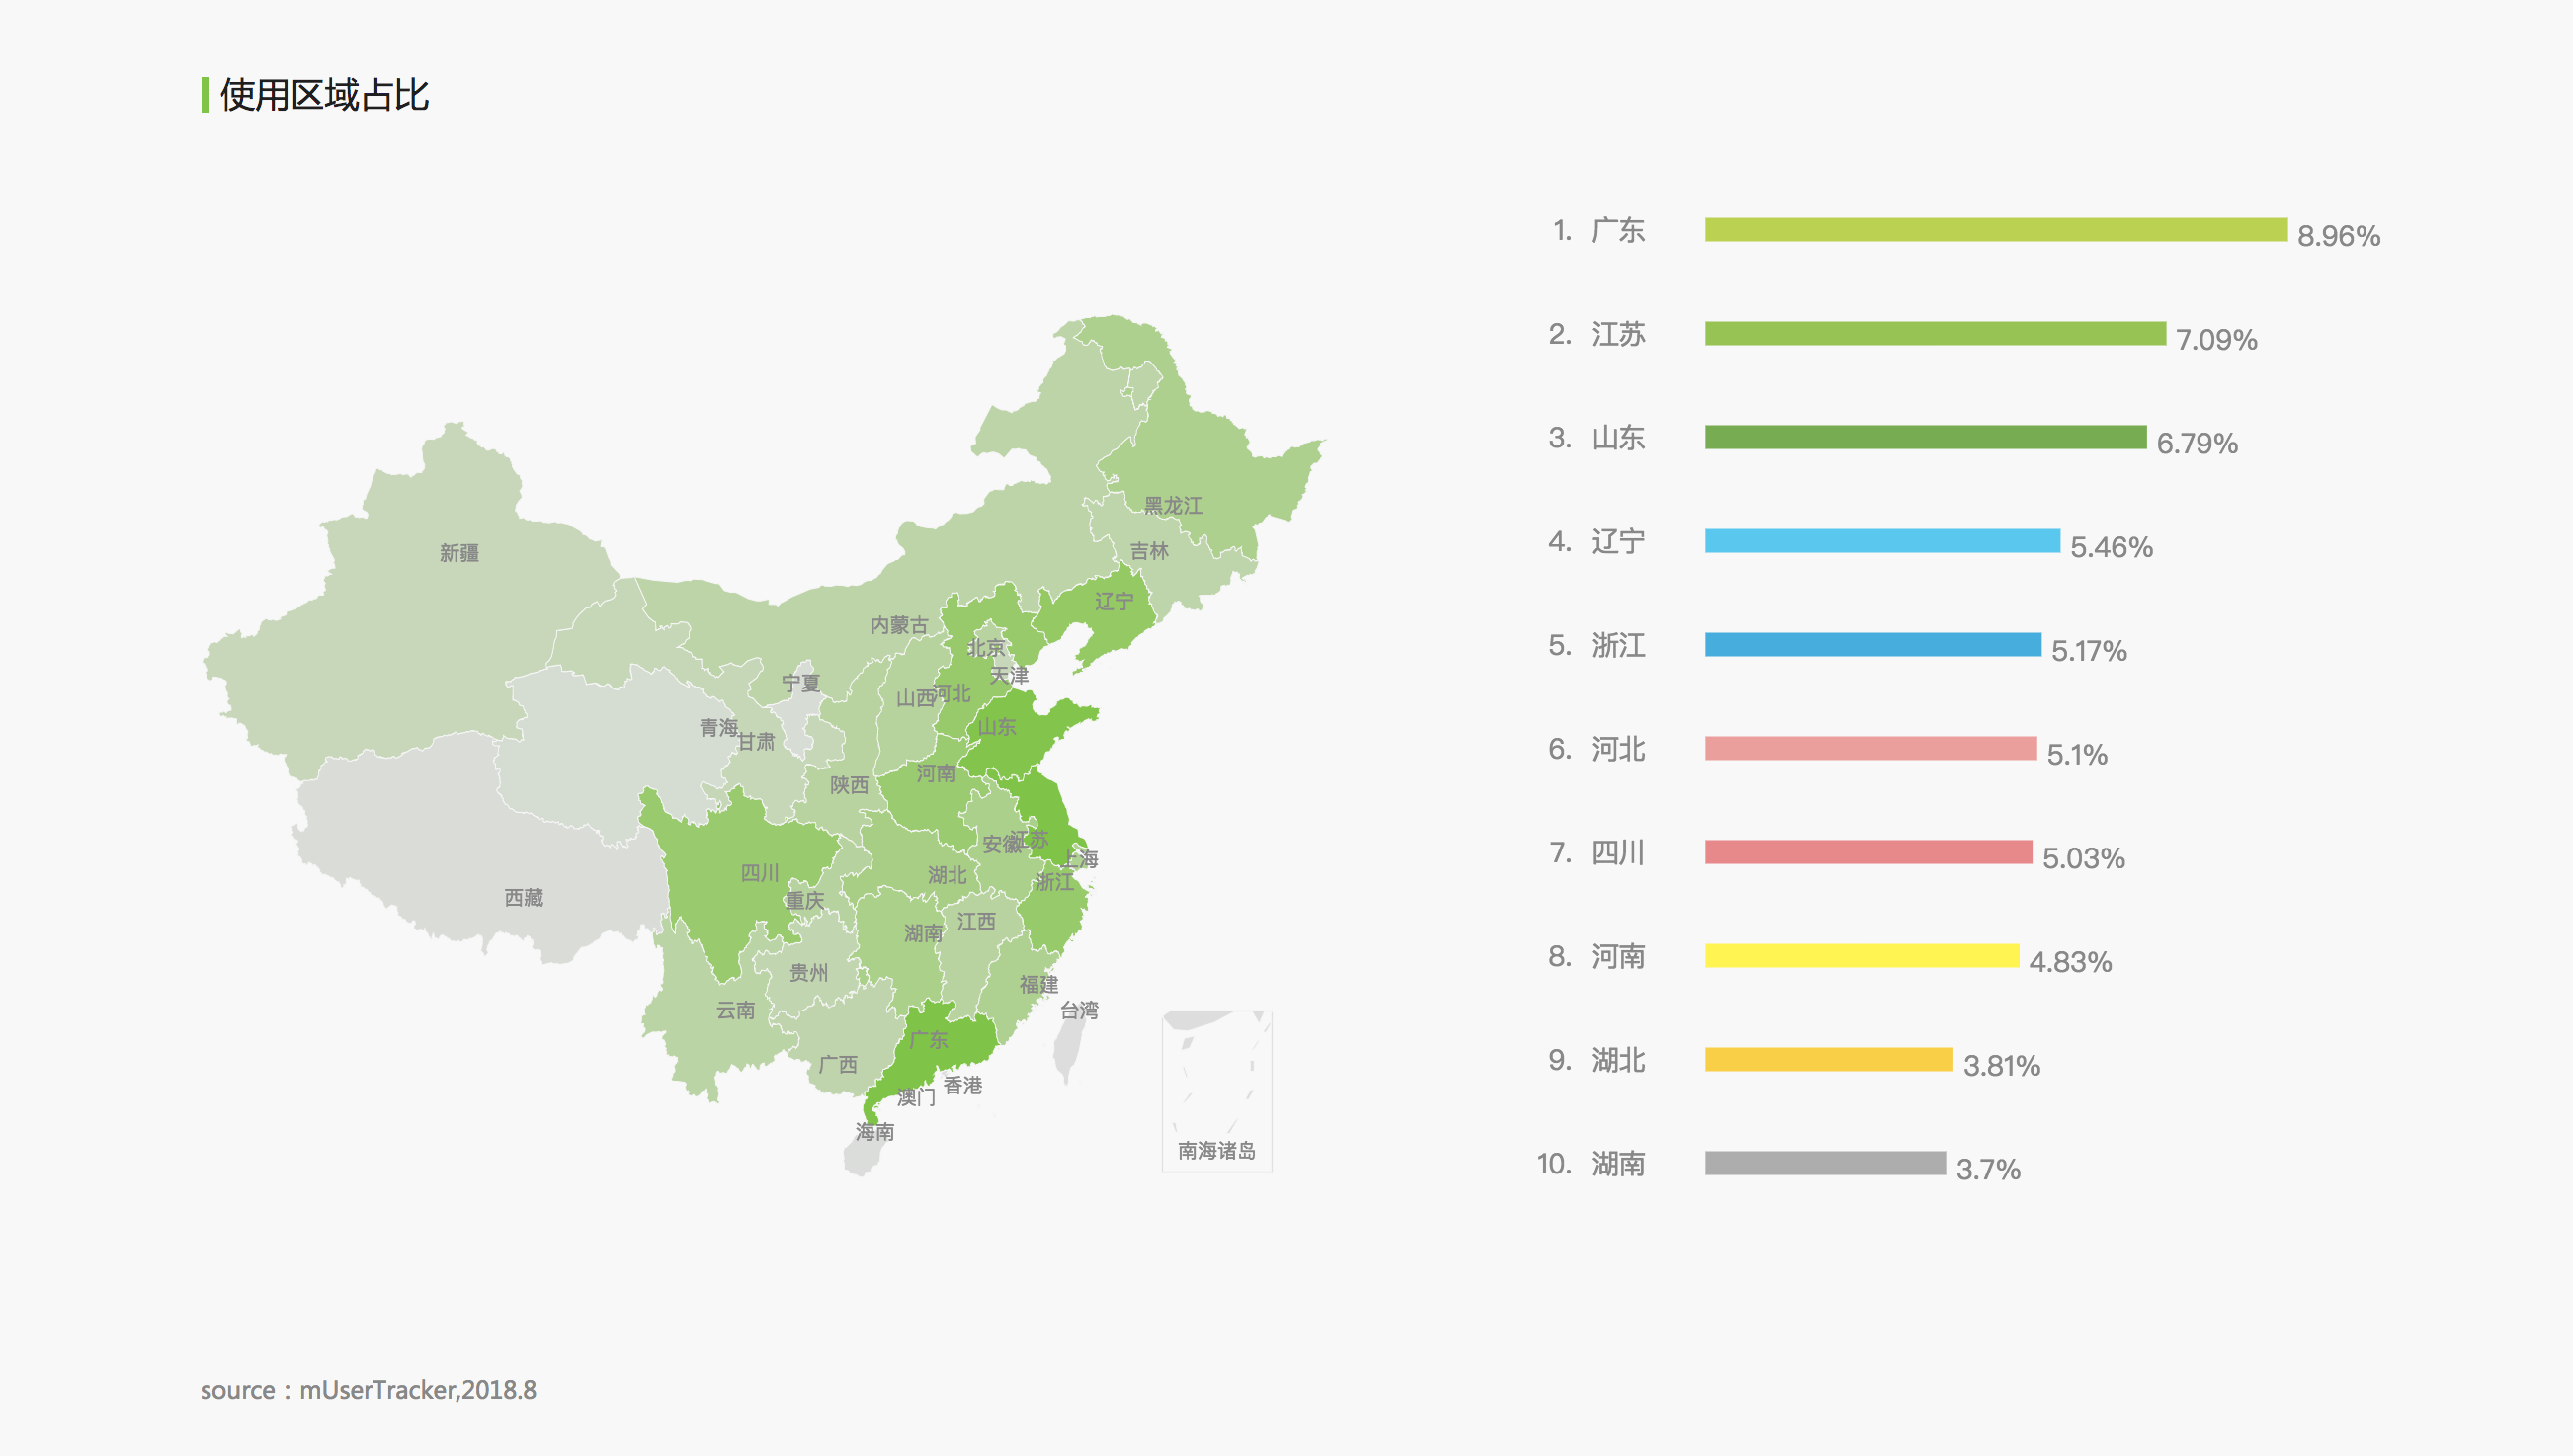 使用区域占比
黑龙江
吉林
新疆
辽宁
内蒙古
北京
天津
宁夏
山西
河北
青海
甘肃
山东
河南
陕西
安徽
江苏
上海
四川
湖北
浙江
重庆
西藏
江西
湖南
贵州
福建
云南
台湾
广东
广西
香港
澳门
海南
南海诸岛
1. 广东 8.96%
2. 江苏 7.09%
3. 山东 6.79%
4. 辽宁 5.46%
5. 浙江 5.17%
6. 河北 5.1%
7. 四川 5.03%
8. 河南 4.83%
9. 湖北 3.81%
10. 湖南 3.7%
source：mUserTracker,2018.8